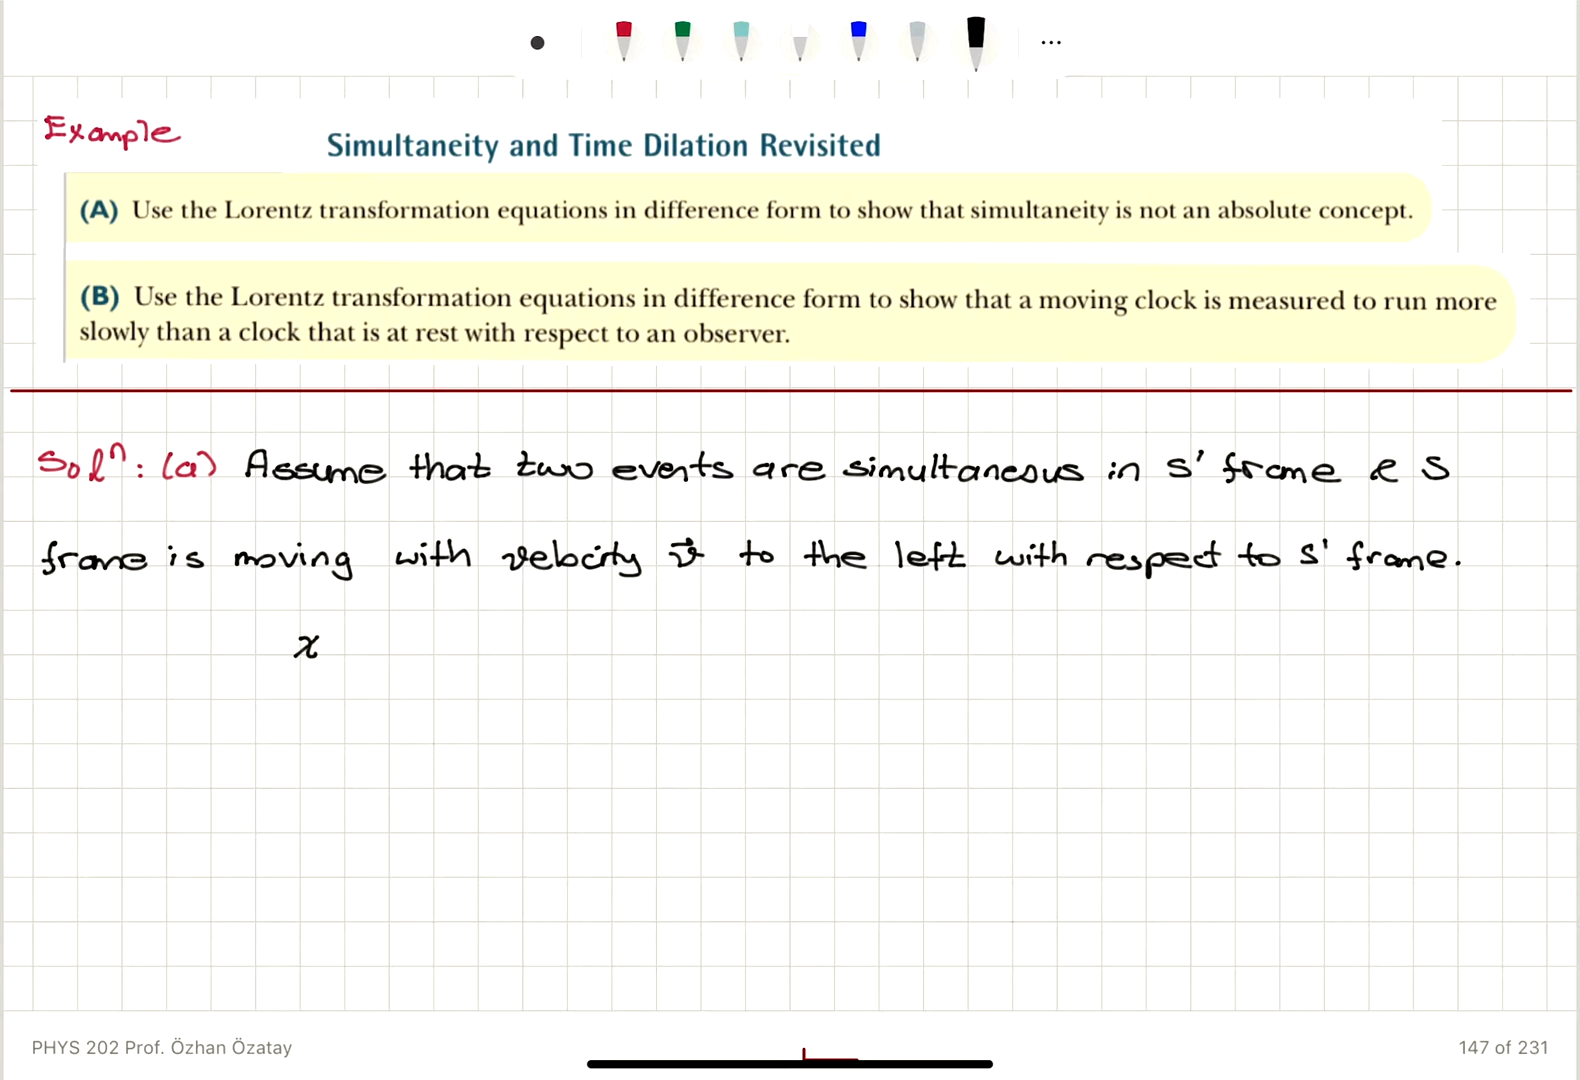 ...
Example
Simultaneity and Time Dilation Revisited
(A) Use the Lorentz transformation equations in difference form to show that simultaneity is not an absolute concept.
(B) Use the Lorentz transformation equations in difference form to show that a moving clock is measured to run more
slowly than a clock that is at rest with respect to an observer.
Solⁿ: (a) Assume that two events are simultaneous in S' frame & S
frame is moving with velocity v⃗ to the left with respect to S' frame.
x
PHYS 202 Prof. Özhan Özatay
147 of 231